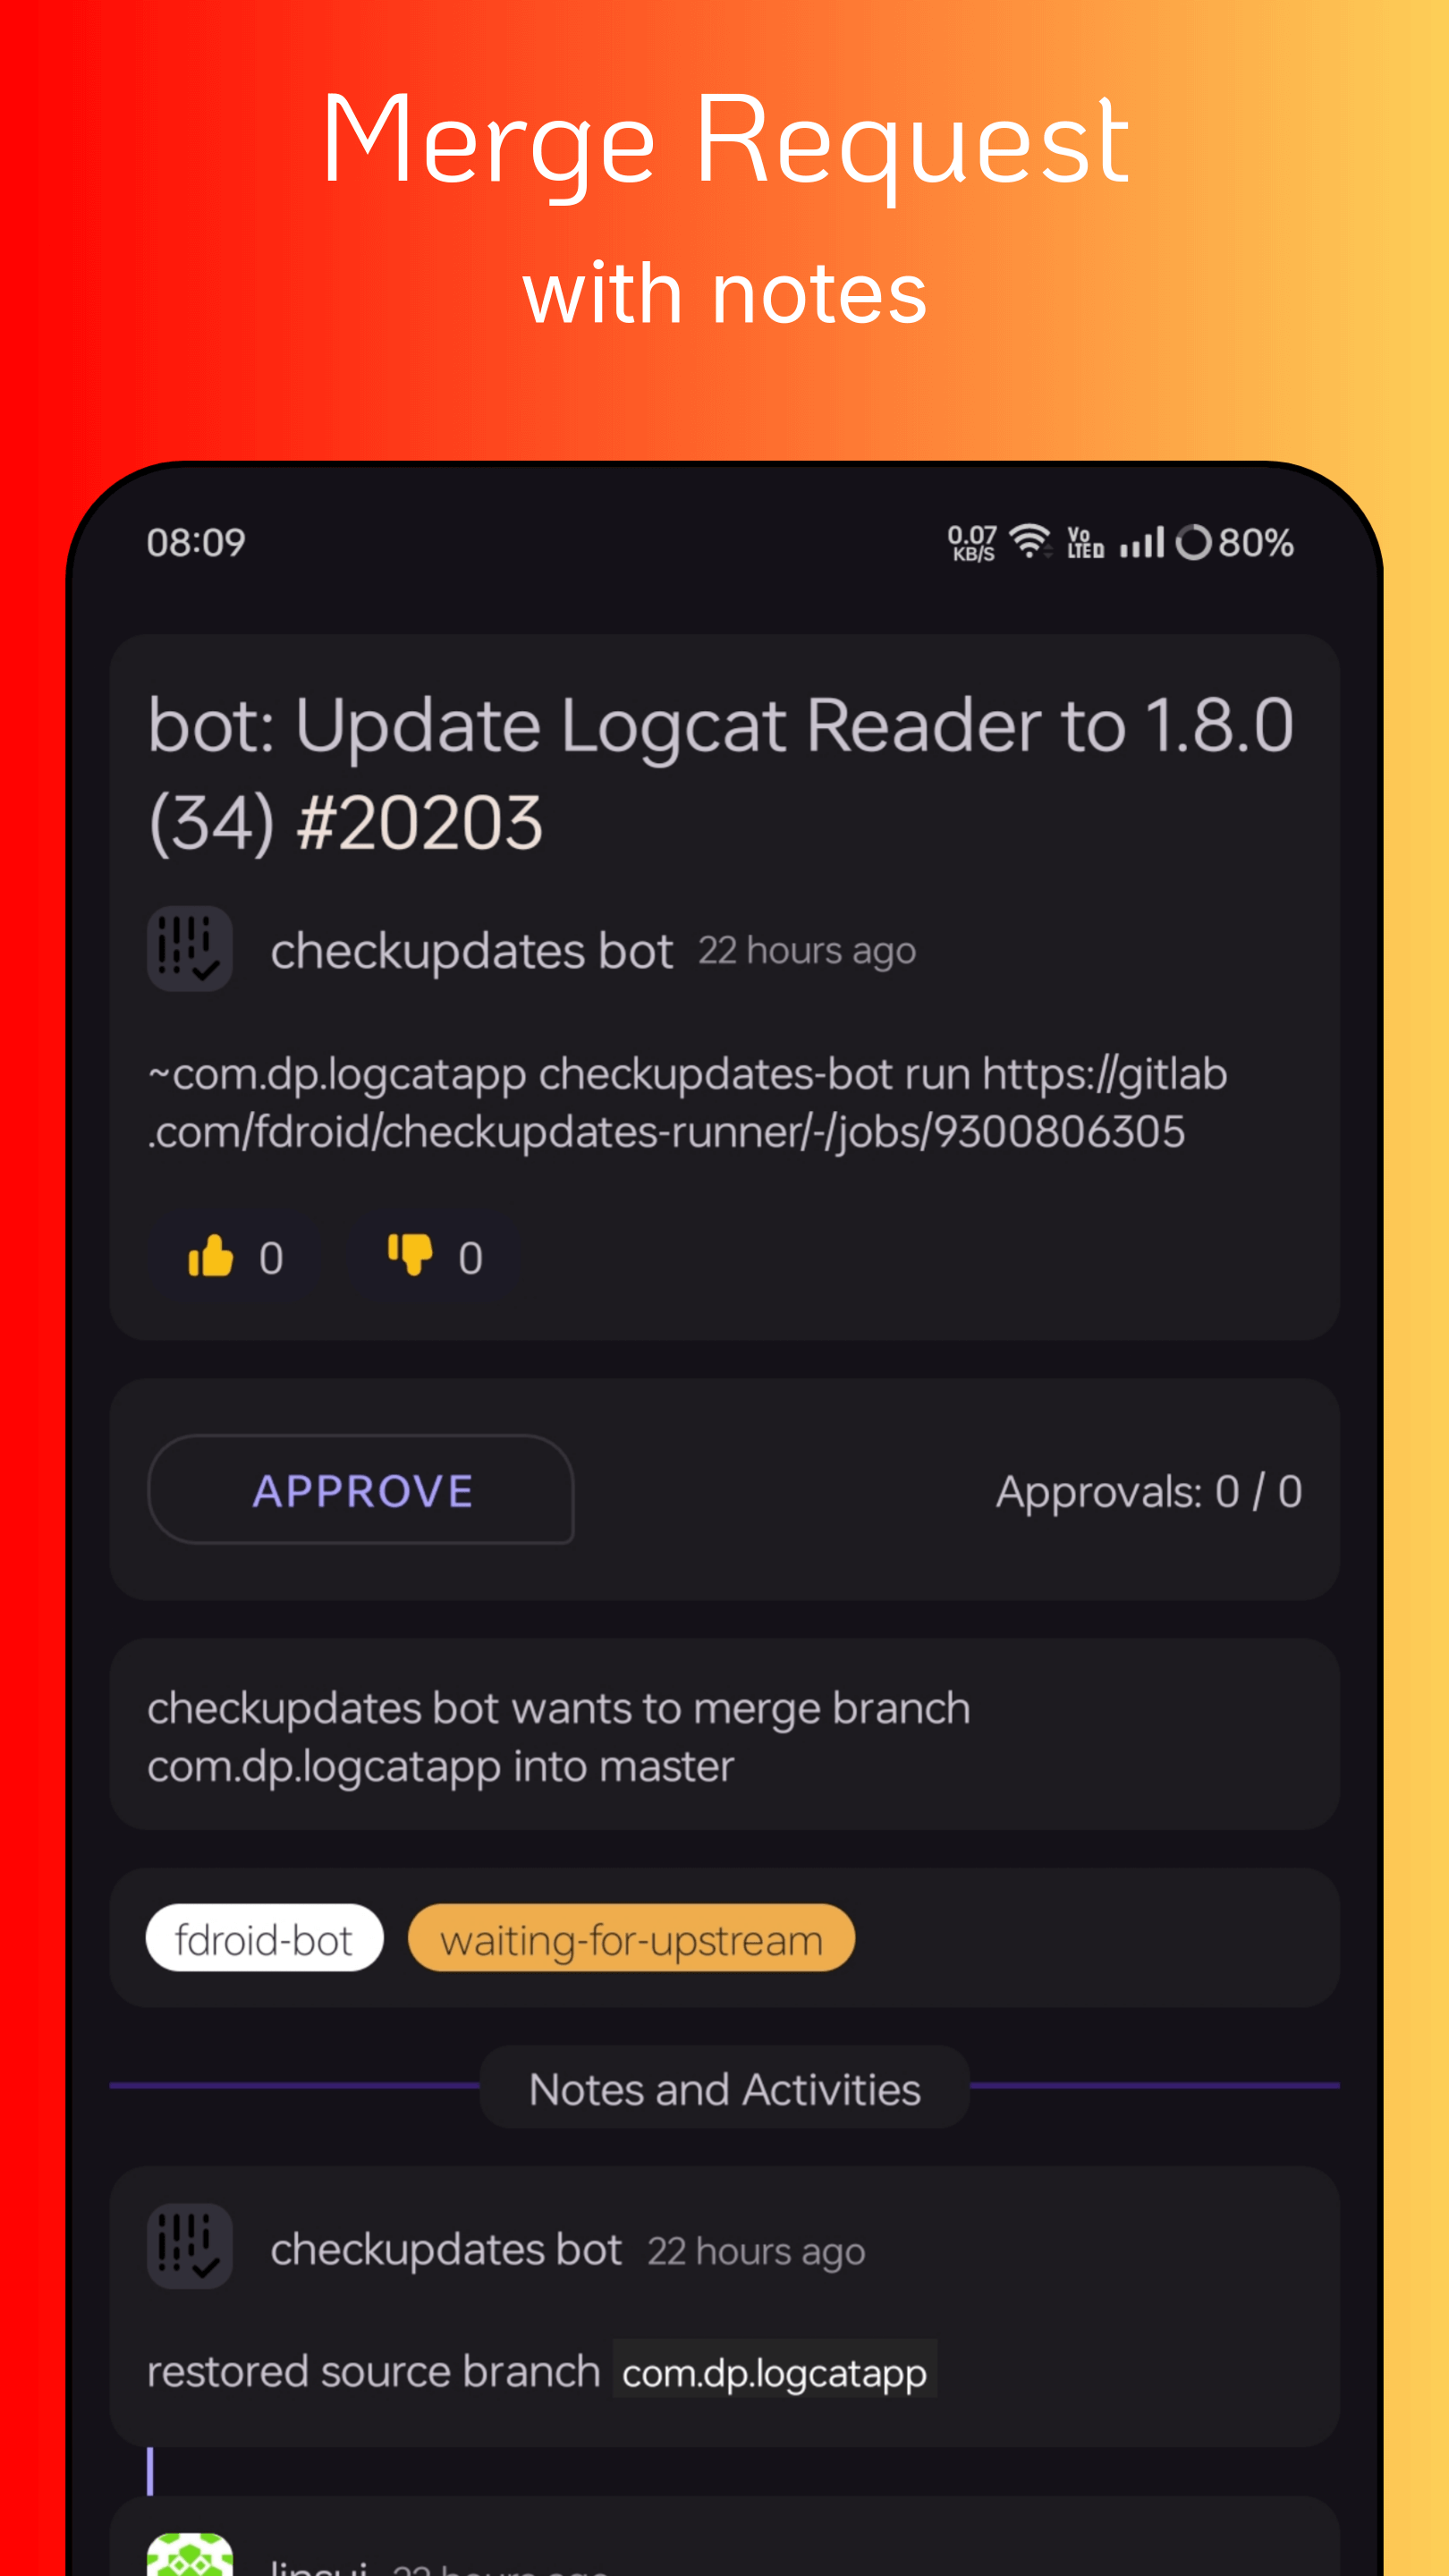 Merge Request
with notes
08:09
0.07 KB/S Vo LTE 80%
bot: Update Logcat Reader to 1.8.0
(34) #20203
checkupdates bot 22 hours ago
~com.dp.logcatapp checkupdates-bot run https://gitlab
.com/fdroid/checkupdates-runner/-/jobs/9300806305
0 0
APPROVE Approvals: 0 / 0
checkupdates bot wants to merge branch
com.dp.logcatapp into master
fdroid-bot waiting-for-upstream
Notes and Activities
checkupdates bot 22 hours ago
restored source branch com.dp.logcatapp